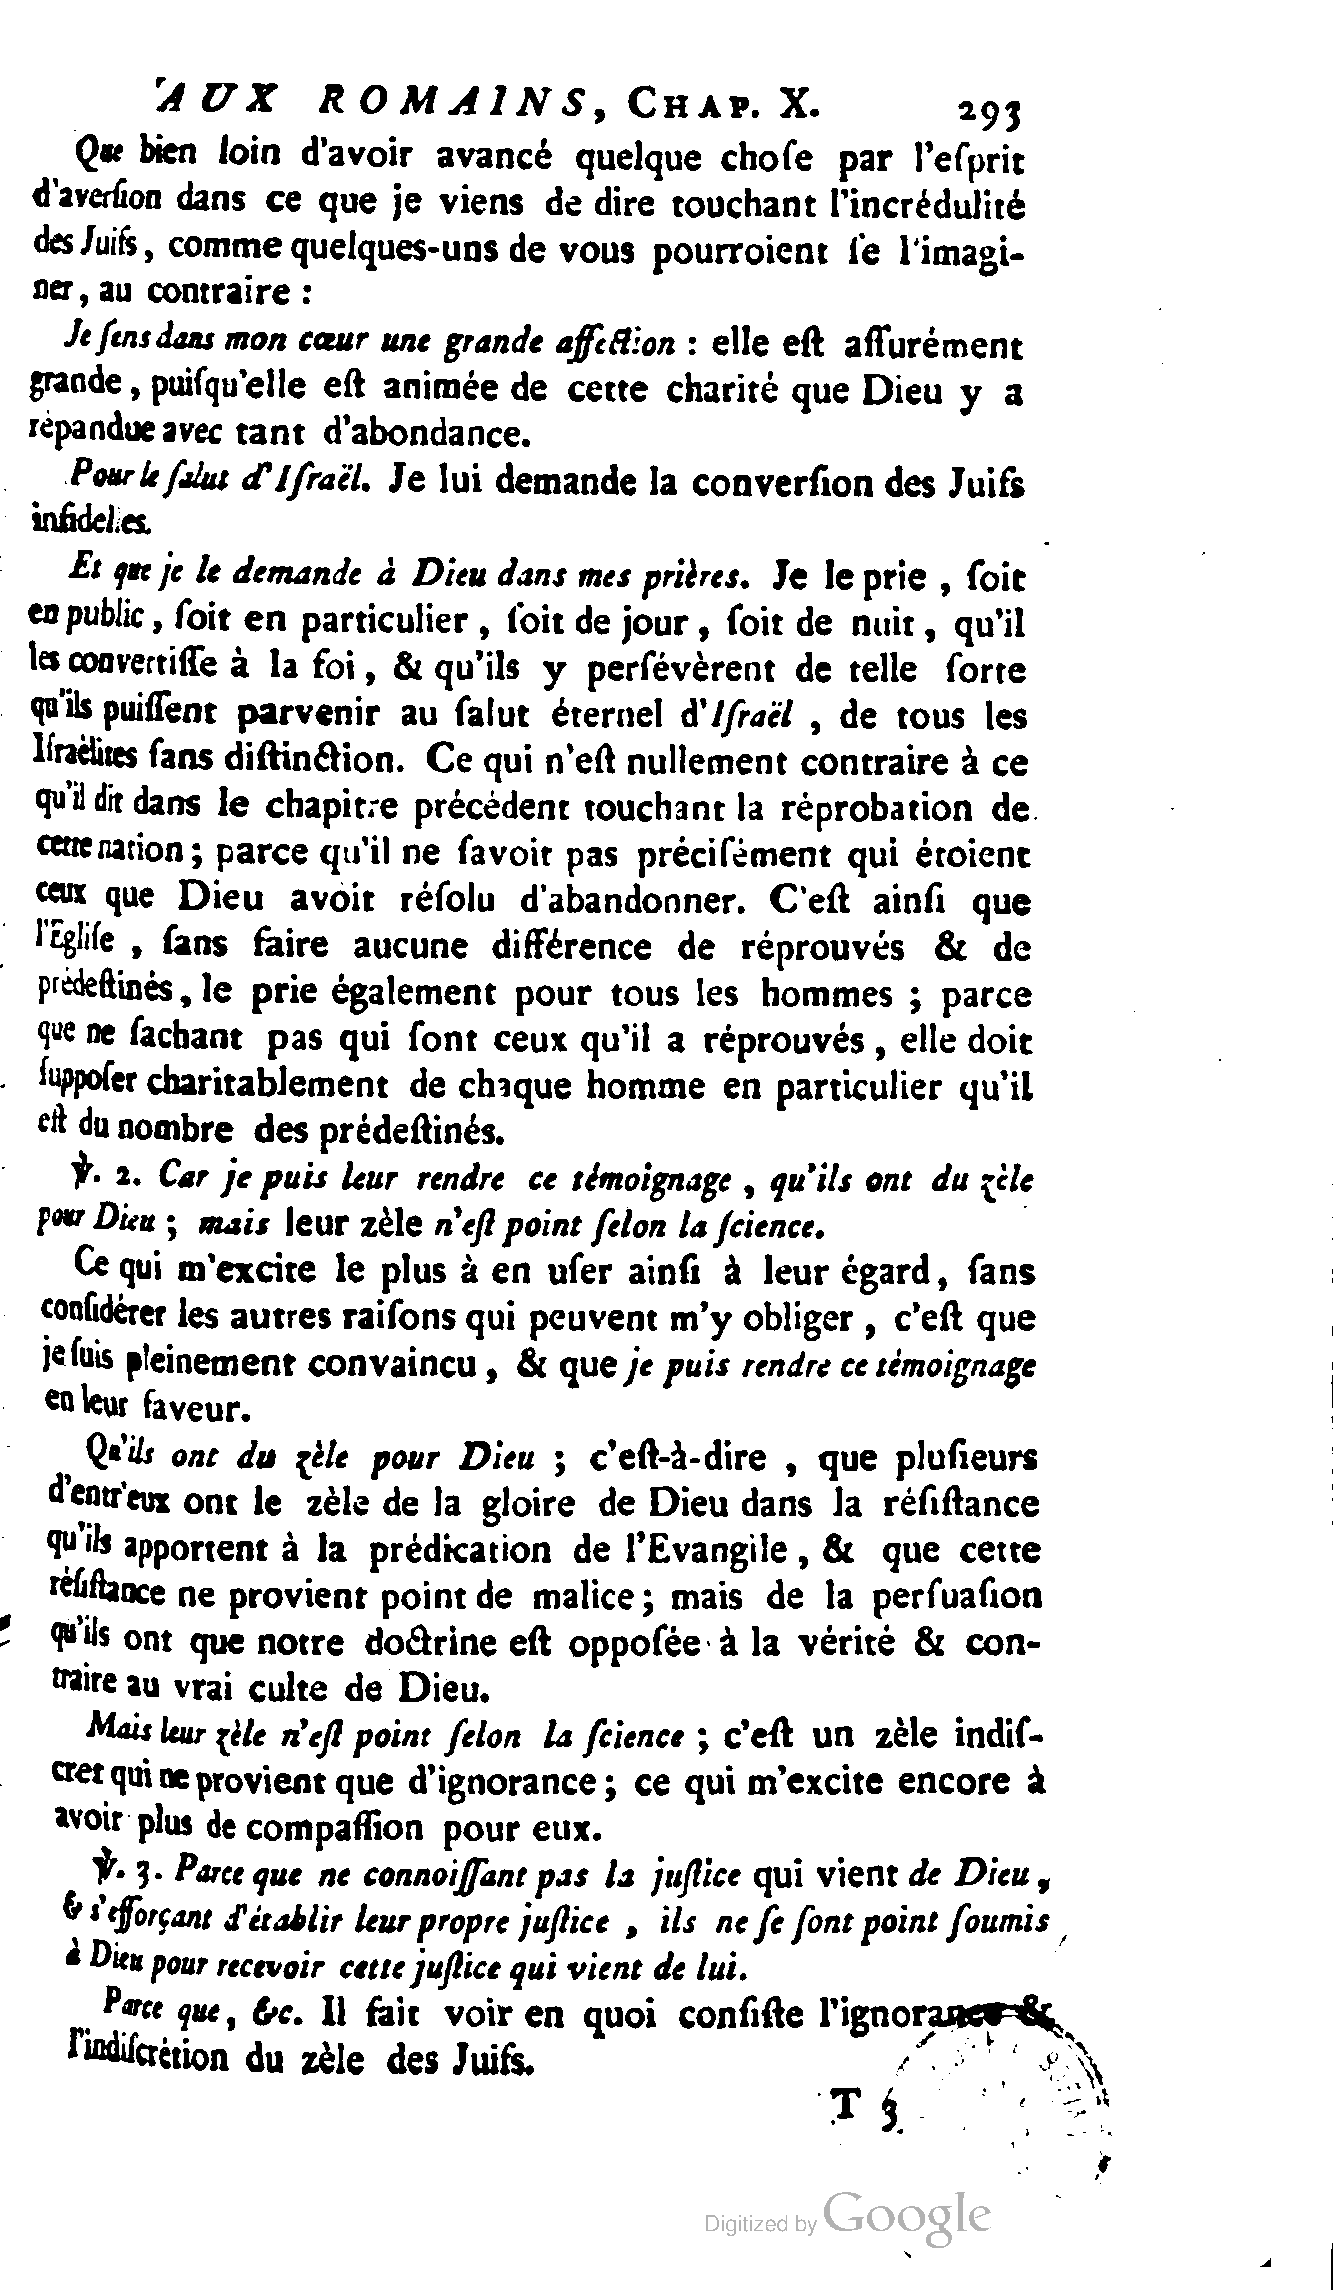 AUX ROMAINS, CHAP. X. 293
Que bien loin d'avoir avancé quelque choſe par l'eſprit
d'averſion dans ce que je viens de dire touchant l'incrédulité
des Juifs, comme quelques-uns de vous pourroient ſe l'imagi-
ner, au contraire :
Je ſens dans mon cœur une grande affection : elle eſt aſſurément
grande, puiſqu'elle eſt animée de cette charité que Dieu y a
répandue avec tant d'abondance.
Pour le ſalut d'Iſraël. Je lui demande la converſion des Juifs
infideles.
Et que je le demande à Dieu dans mes prières. Je le prie, ſoit
en public, ſoit en particulier, ſoit de jour, ſoit de nuit, qu'il
les convertiſſe à la foi, & qu'ils y perſévèrent de telle ſorte
qu'ils puiſſent parvenir au ſalut éternel d'Iſraël, de tous les
Iſraëlites ſans diſtinction. Ce qui n'eſt nullement contraire à ce
qu'il dit dans le chapitre précédent touchant la réprobation de
cette nation; parce qu'il ne ſavoit pas préciſément qui étoient
ceux que Dieu avoit réſolu d'abandonner. C'eſt ainſi que
l'Egliſe, ſans faire aucune différence de réprouvés & de
prédeſtinés, le prie également pour tous les hommes ; parce
que ne ſachant pas qui ſont ceux qu'il a réprouvés, elle doit
ſuppoſer charitablement de chaque homme en particulier qu'il
eſt du nombre des prédeſtinés.
℣. 2. Car je puis leur rendre ce témoignage, qu'ils ont du zèle
pour Dieu ; mais leur zèle n'eſt point ſelon la ſcience.
Ce qui m'excite le plus à en uſer ainſi à leur égard, ſans
conſidérer les autres raiſons qui peuvent m'y obliger, c'eſt que
je ſuis pleinement convaincu, & que je puis rendre ce témoignage
en leur faveur.
Qu'ils ont du zèle pour Dieu ; c'eſt-à-dire, que pluſieurs
d'entr'eux ont le zèle de la gloire de Dieu dans la réſiſtance
qu'ils apportent à la prédication de l'Evangile, & que cette
réſiſtance ne provient point de malice; mais de la perſuaſion
qu'ils ont que notre doctrine eſt oppoſée à la vérité & con-
traire au vrai culte de Dieu.
Mais leur zèle n'eſt point ſelon la ſcience ; c'eſt un zèle indiſ-
cret qui ne provient que d'ignorance; ce qui m'excite encore à
avoir plus de compaſſion pour eux.
℣. 3. Parce que ne connoiſſant pas la juſtice qui vient de Dieu,
& s'efforçant d'établir leur propre juſtice, ils ne ſe ſont point ſoumis
à Dieu pour recevoir cette juſtice qui vient de lui.
Parce que, &c. Il fait voir en quoi conſiſte l'ignorance &
l'indiſcrétion du zèle des Juifs.
T 3
Digitized by Google